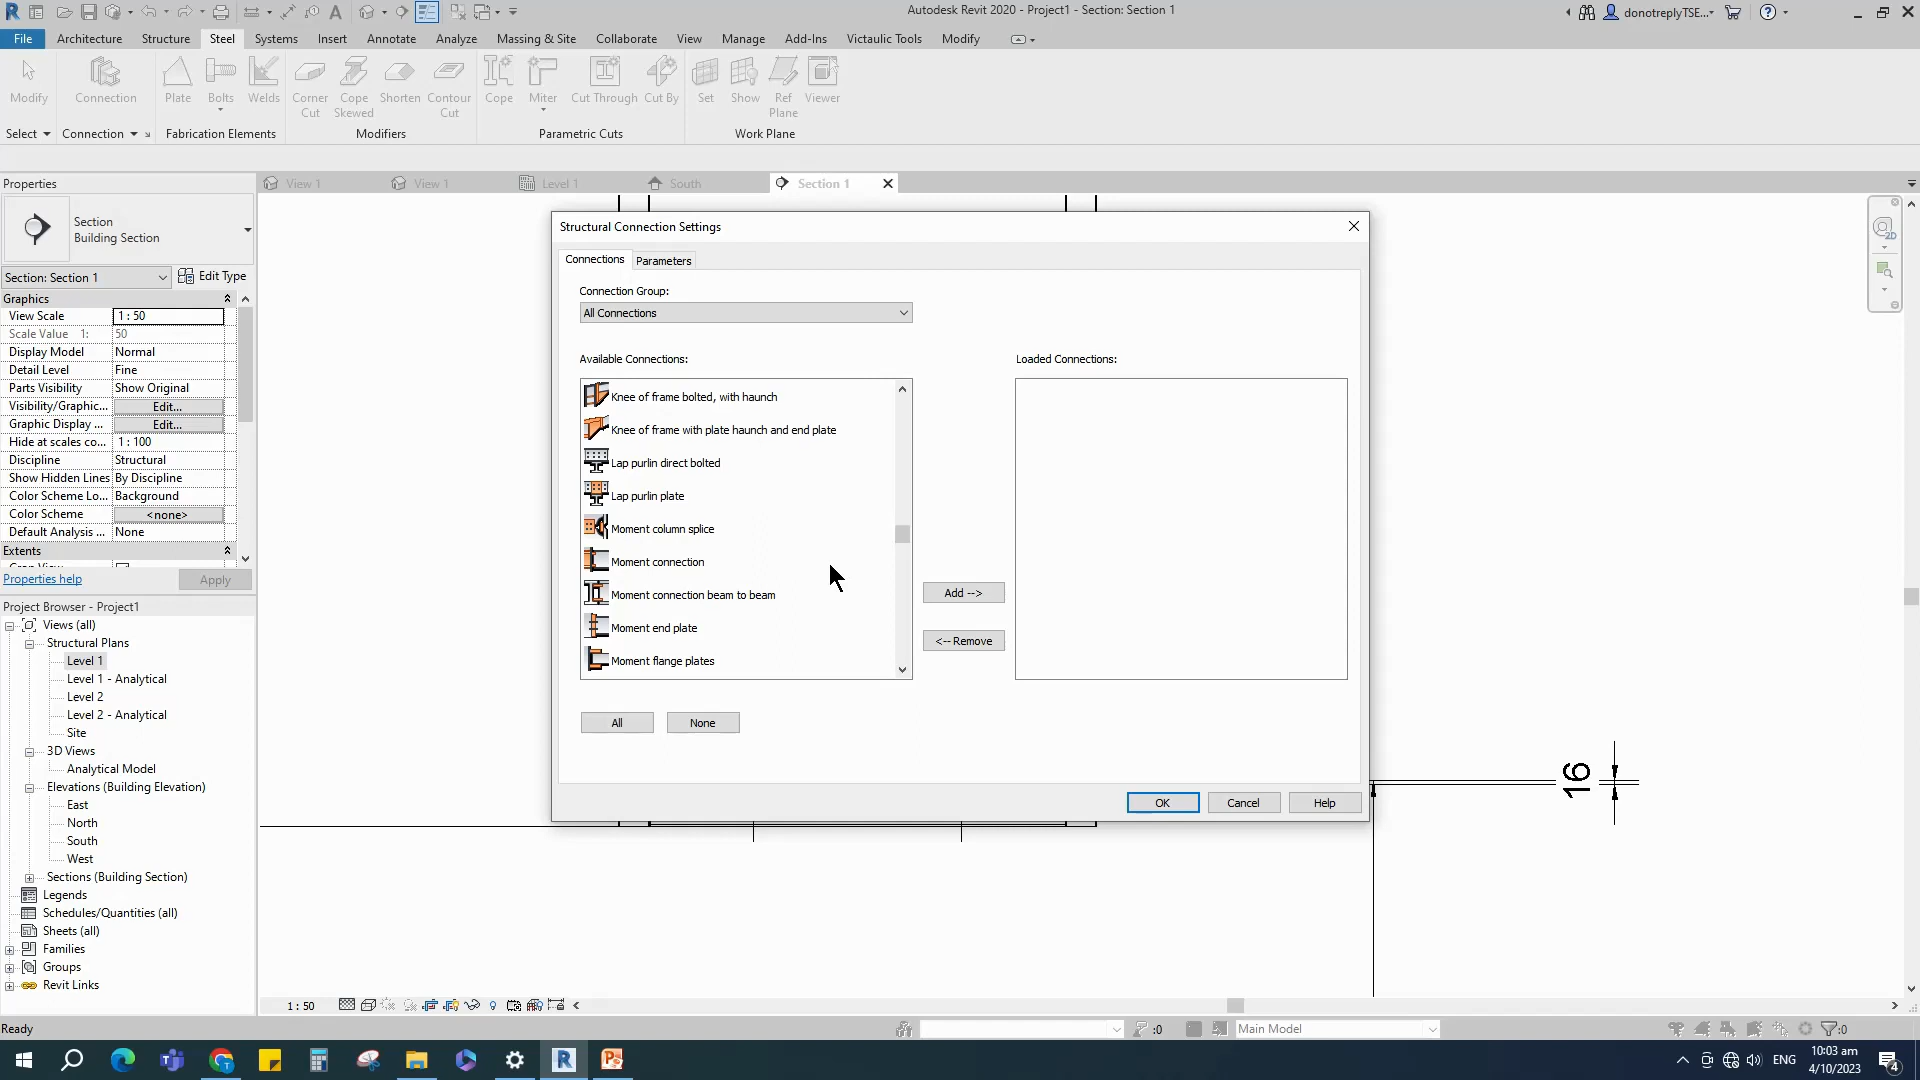 Autodesk Revit 2020 - Project1 - Section: Section 1
donotreplyTSE...
File Architecture Structure Steel Systems Insert Annotate Analyze Massing & Site Collaborate View Manage Add-Ins Victaulic Tools Modify
Modify Connection Plate Bolts Welds Corner Cut Cope Skewed Shorten Contour Cut Cope Miter Cut Through Cut By Set Show Ref Plane Viewer
Select Connection Fabrication Elements Modifiers Parametric Cuts Work Plane
Properties
View 1 View 1 Level 1 South Section 1
Section
Building Section
Section: Section 1 Edit Type
Graphics
View Scale 1 : 50
Scale Value 1: 50
Display Model Normal
Detail Level Fine
Parts Visibility Show Original
Visibility/Graphic... Edit...
Graphic Display ... Edit...
Hide at scales co... 1 : 100
Discipline Structural
Show Hidden Lines By Discipline
Color Scheme Lo... Background
Color Scheme <none>
Default Analysis ... None
Extents
Properties help Apply
Project Browser - Project1
Views (all)
Structural Plans
Level 1
Level 1 - Analytical
Level 2
Level 2 - Analytical
Site
3D Views
Analytical Model
Elevations (Building Elevation)
East
North
South
West
Sections (Building Section)
Legends
Schedules/Quantities (all)
Sheets (all)
Families
Groups
Revit Links
Structural Connection Settings
Connections Parameters
Connection Group:
All Connections
Available Connections: Loaded Connections:
Knee of frame bolted, with haunch
Knee of frame with plate haunch and end plate
Lap purlin direct bolted
Lap purlin plate
Moment column splice
Moment connection
Moment connection beam to beam
Moment end plate
Moment flange plates
Add -->
<-- Remove
All None
OK Cancel Help
16
2D
1 : 50
Ready
:0 Main Model :0
ENG
10:03 am
4/10/2023
4